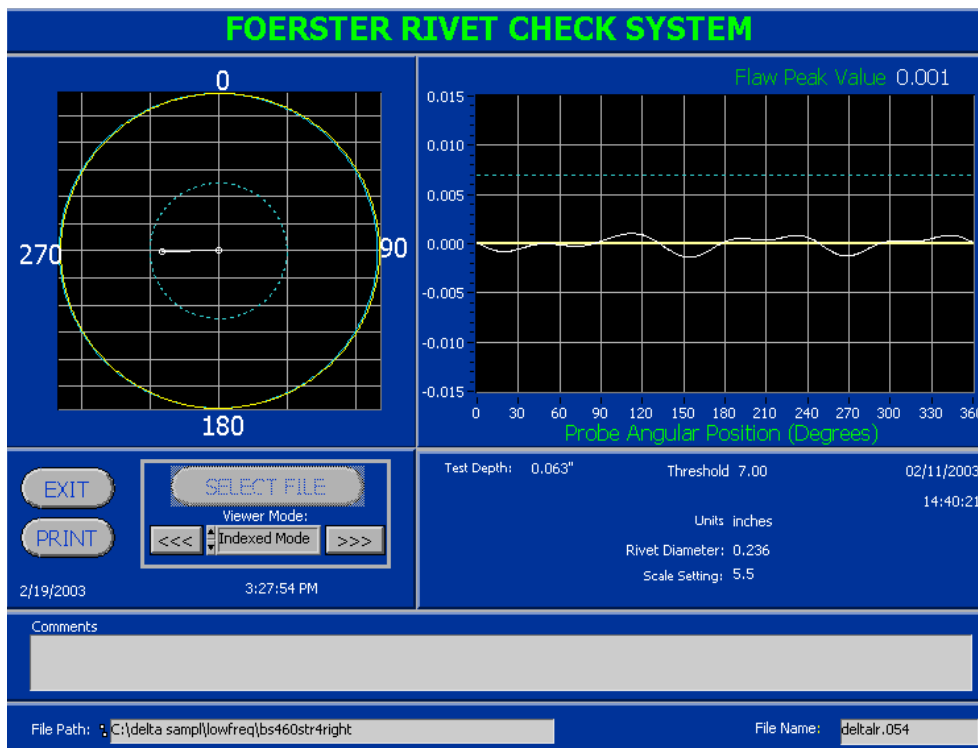 FOERSTER RIVET CHECK SYSTEM
0
270
90
180
Flaw Peak Value 0.001
0.015
0.010
0.005
0.000
-0.005
-0.010
-0.015
0 30 60 90 120 150 180 210 240 270 300 330 360
Probe Angular Position (Degrees)
EXIT
PRINT
SELECT FILE
Viewer Mode:
<<< Indexed Mode >>>
2/19/2003 3:27:54 PM
Test Depth: 0.063" Threshold 7.00 02/11/2003
14:40:21
Units inches
Rivet Diameter: 0.236
Scale Setting: 5.5
Comments
File Path: C:\delta sampl\lowfreq\bs460str4right
File Name: deltalr.054